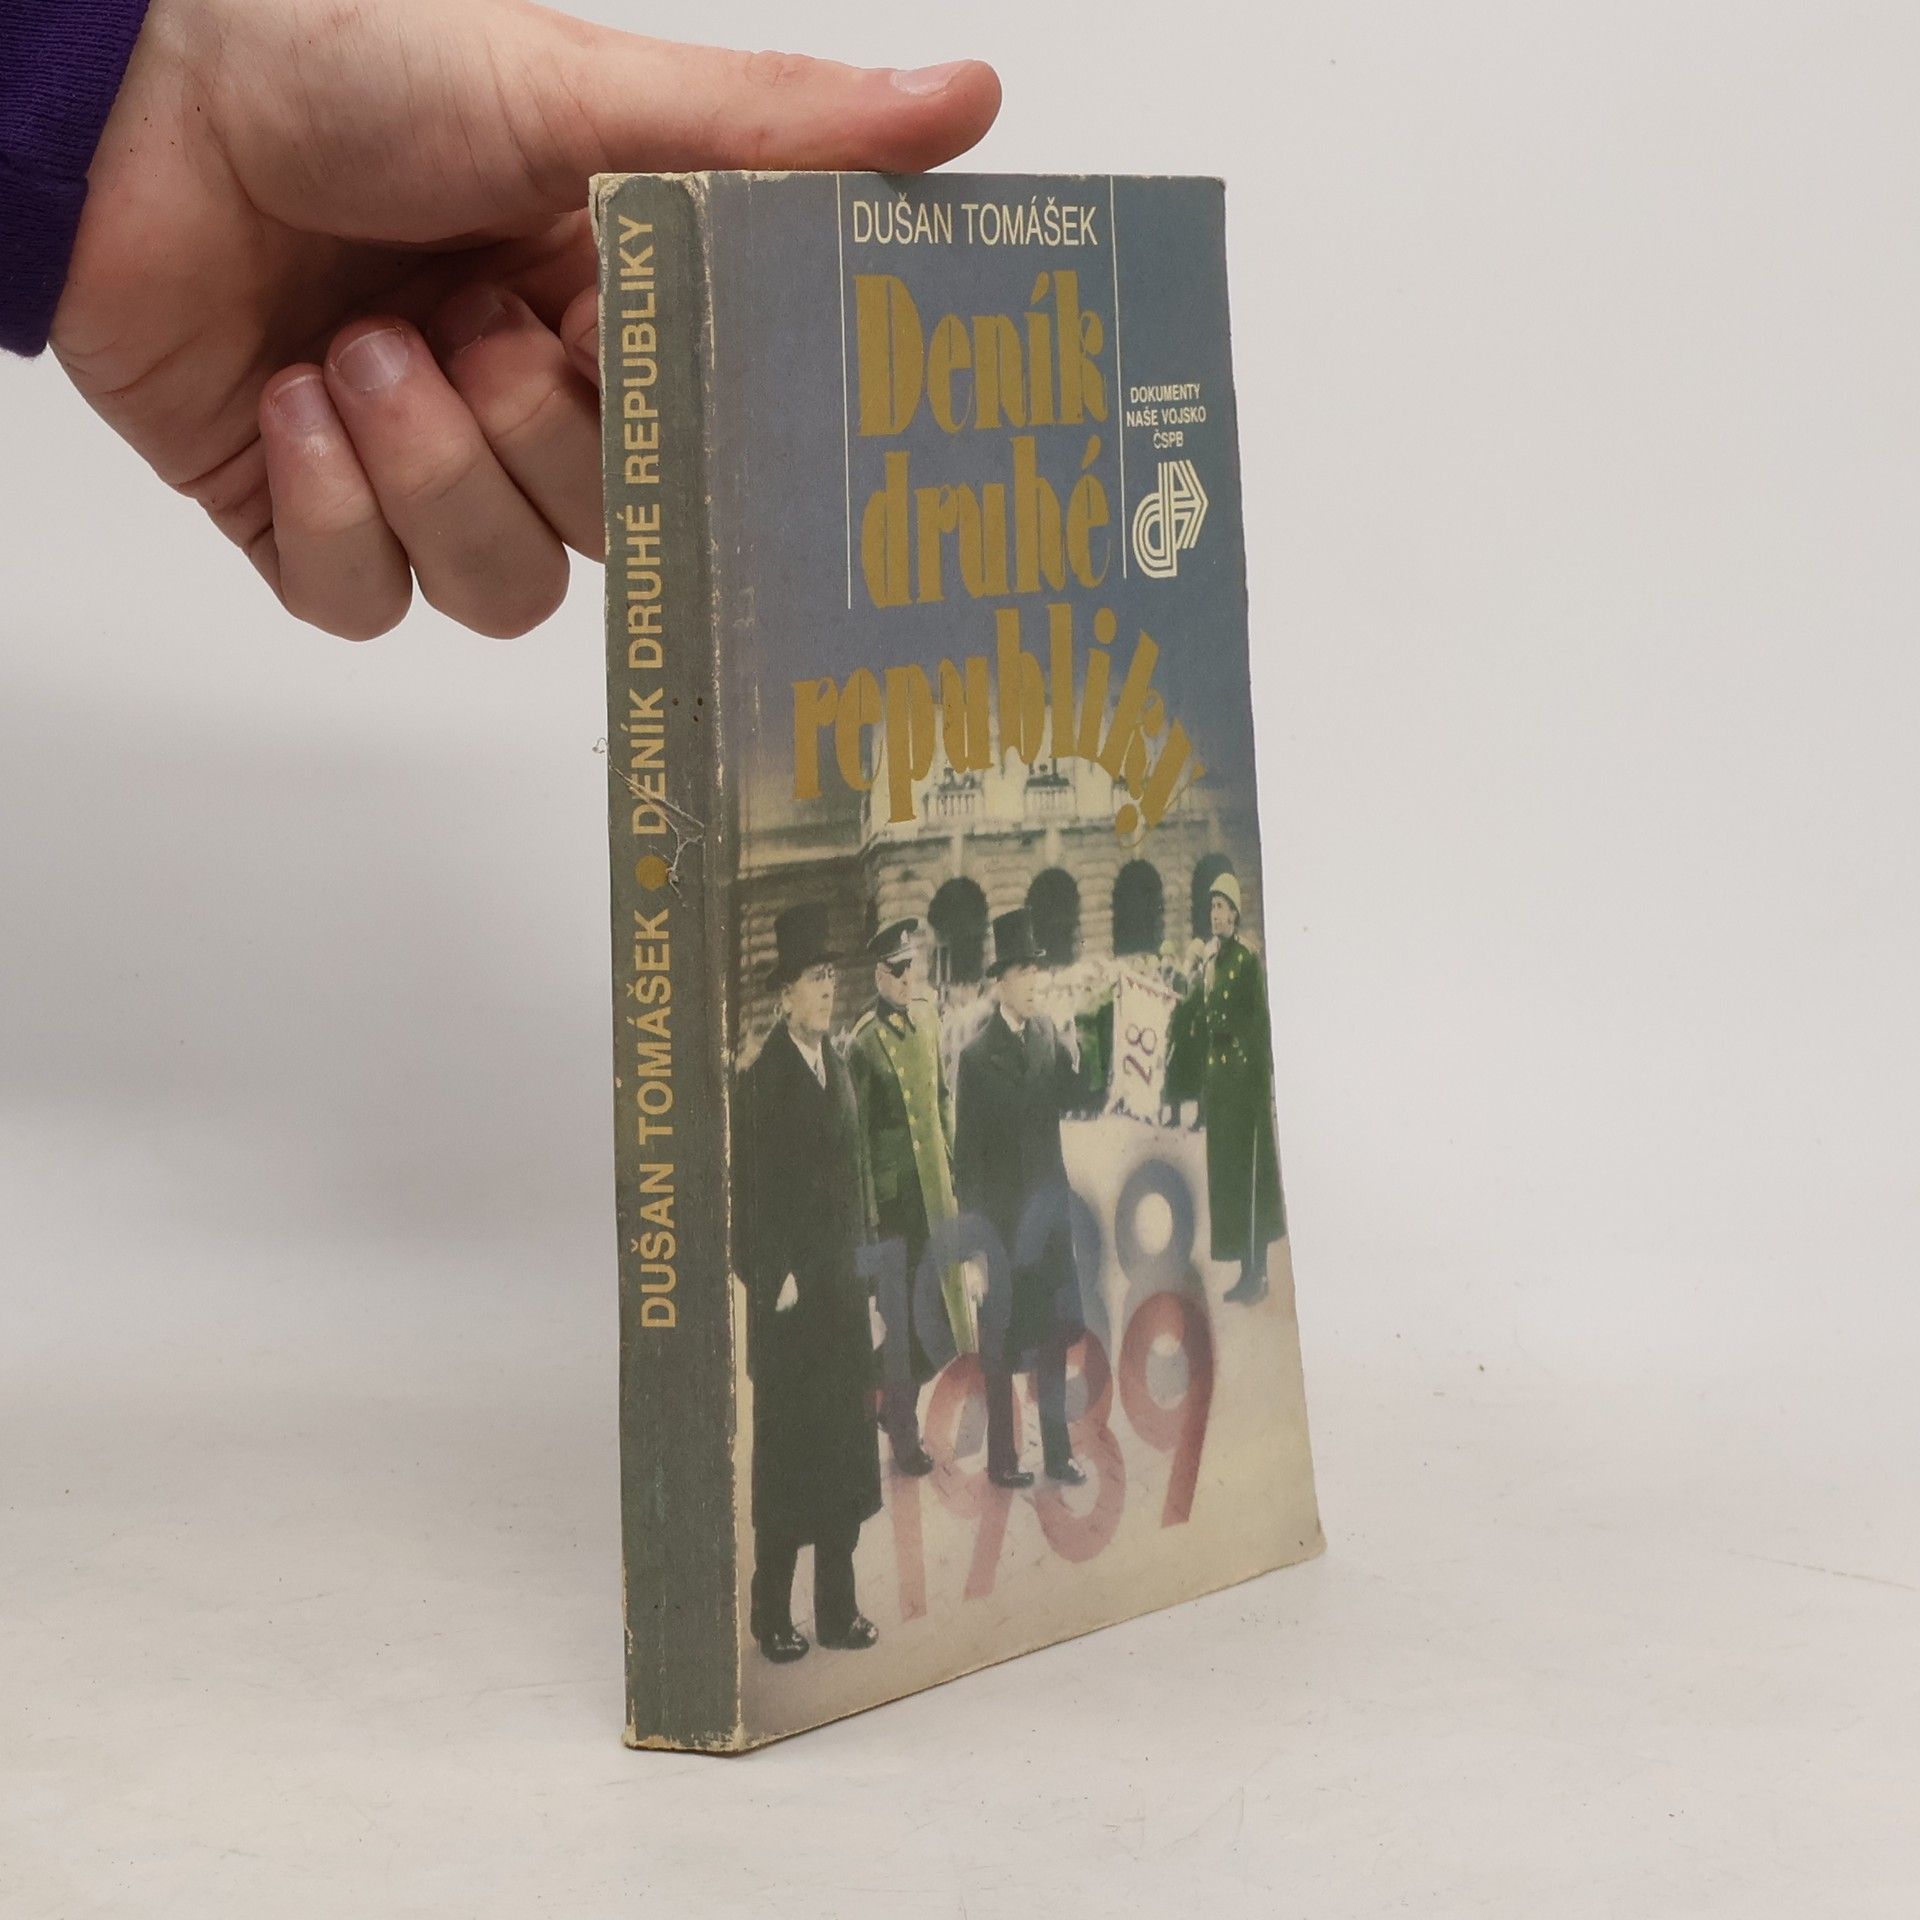 DUŠAN TOMÁŠEK • DENÍK DRUHÉ REPUBLIKY
DUŠAN TOMÁŠEK
Deník
druhé
republiky
DOKUMENTY
NAŠE VOJSKO
ČSPB
28
1938
1939